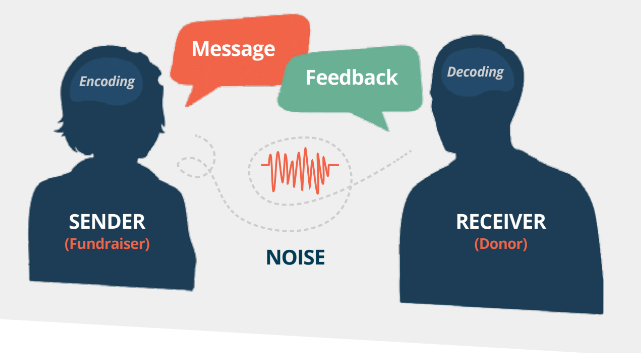 Message
Feedback
Encoding
Decoding
SENDER
(Fundraiser)
RECEIVER
(Donor)
NOISE